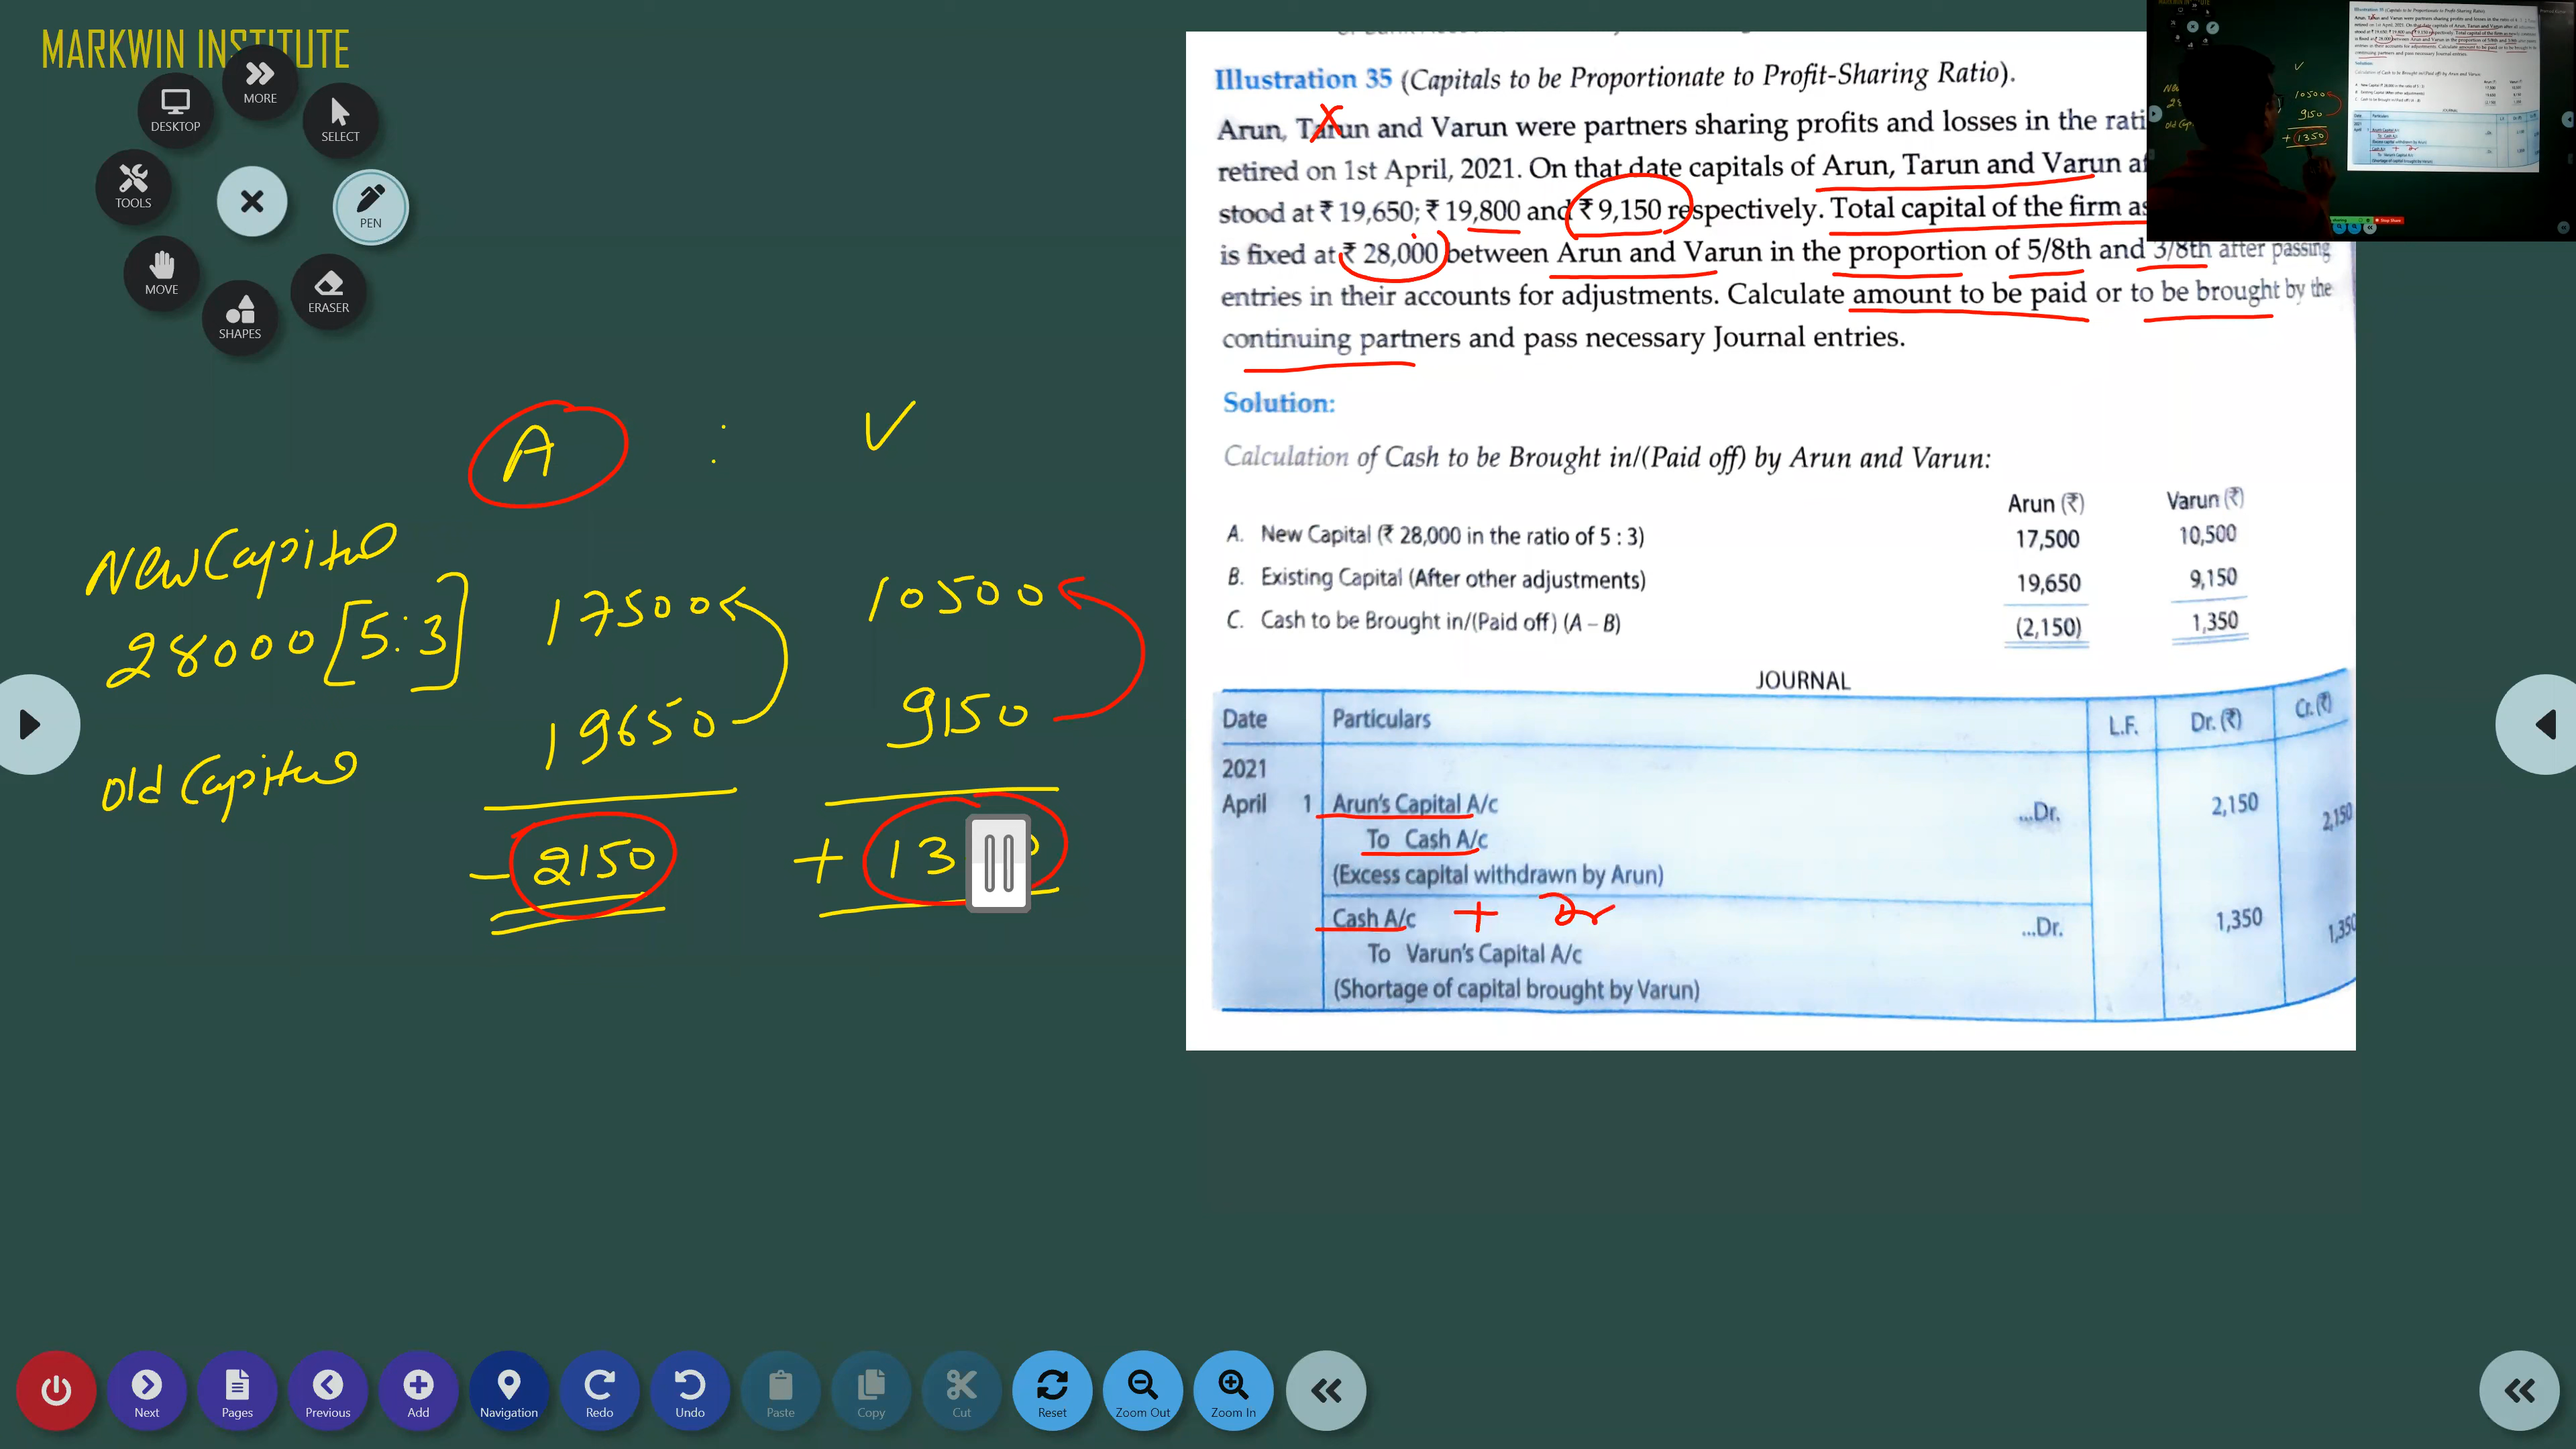 MARKWIN INSTITUTE
MORE
DESKTOP
SELECT
TOOLS
PEN
MOVE
ERASER
SHAPES
A : V
New Capital
28000 [5:3] 17500 10500
Old Capital 19650 9150
- 2150 + 13
Illustration 35 (Capitals to be Proportionate to Profit-Sharing Ratio).
Arun, Tarun and Varun were partners sharing profits and losses in the rati
retired on 1st April, 2021. On that date capitals of Arun, Tarun and Varun af
stood at ₹ 19,650; ₹ 19,800 and ₹ 9,150 respectively. Total capital of the firm as
is fixed at ₹ 28,000 between Arun and Varun in the proportion of 5/8th and 3/8th after passing
entries in their accounts for adjustments. Calculate amount to be paid or to be brought by the
continuing partners and pass necessary Journal entries.
Solution:
Calculation of Cash to be Brought in/(Paid off) by Arun and Varun:
Arun (₹) Varun (₹)
A. New Capital (₹ 28,000 in the ratio of 5 : 3) 17,500 10,500
B. Existing Capital (After other adjustments) 19,650 9,150
C. Cash to be Brought in/(Paid off) (A – B) (2,150) 1,350
JOURNAL
Date Particulars L.F. Dr. (₹) Cr. (₹)
2021
April 1 Arun's Capital A/c ...Dr. 2,150
To Cash A/c 2,150
(Excess capital withdrawn by Arun)
Cash A/c + Dr ...Dr. 1,350
To Varun's Capital A/c 1,350
(Shortage of capital brought by Varun)
Next
Pages
Previous
Add
Navigation
Redo
Undo
Paste
Copy
Cut
Reset
Zoom Out
Zoom In